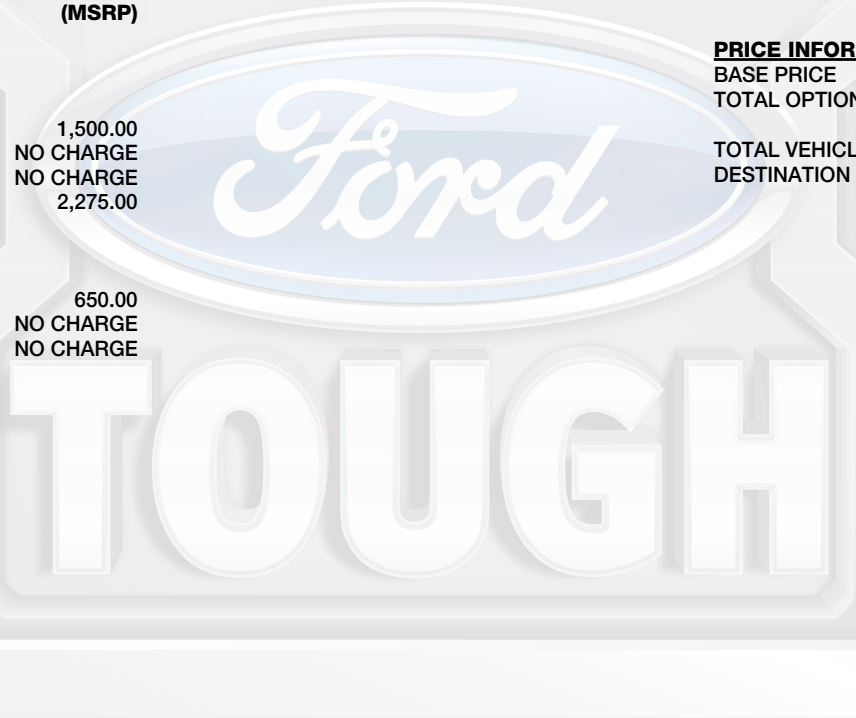 (MSRP)
1,500.00
NO CHARGE
NO CHARGE
2,275.00
650.00
NO CHARGE
NO CHARGE
PRICE INFOR
BASE PRICE
TOTAL OPTION
TOTAL VEHICL
DESTINATION
Ford
TOUGH